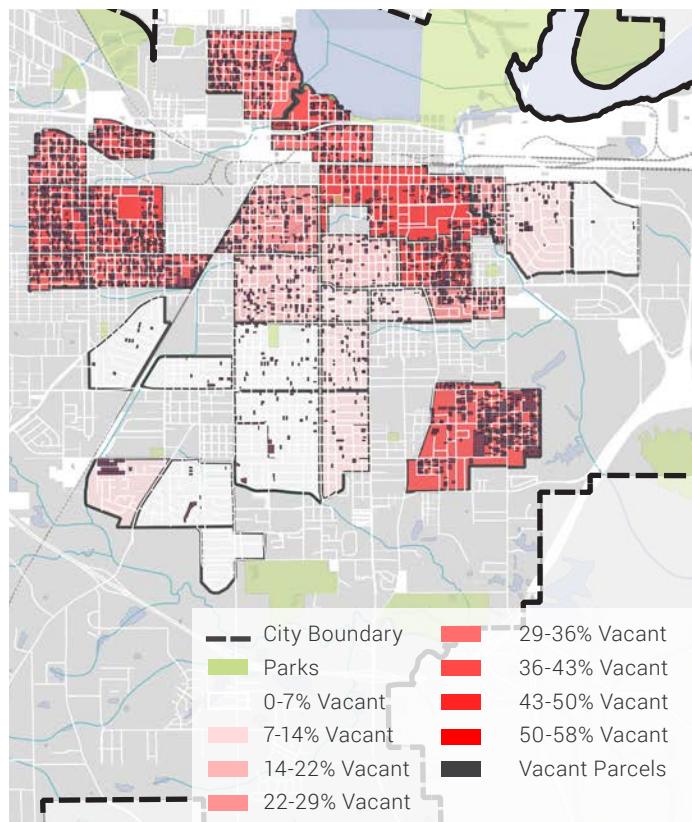 City Boundary
Parks
0-7% Vacant
7-14% Vacant
14-22% Vacant
22-29% Vacant
29-36% Vacant
36-43% Vacant
43-50% Vacant
50-58% Vacant
Vacant Parcels